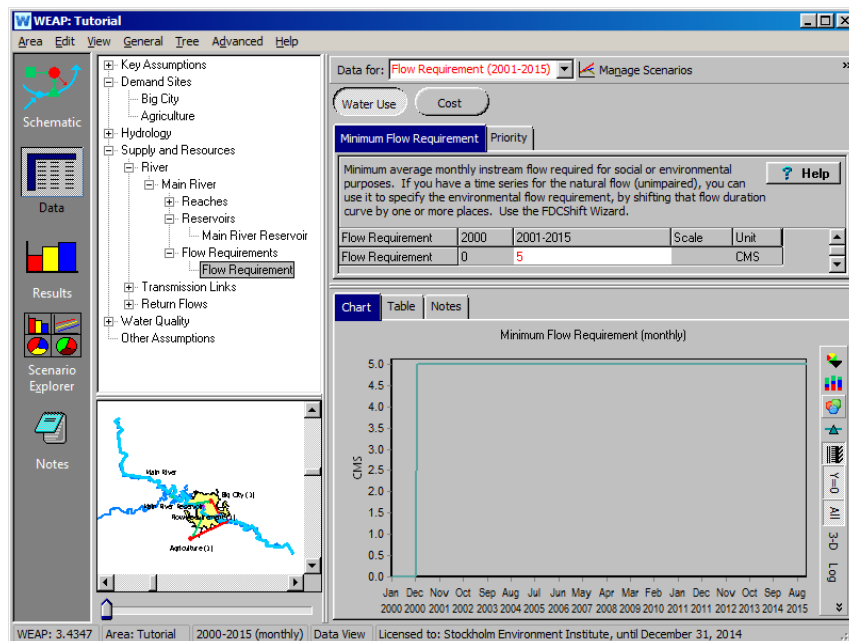 WEAP: Tutorial
Area Edit View General Tree Advanced Help
Schematic
Data
Results
Scenario
Explorer
Notes
Key Assumptions
Demand Sites
Big City
Agriculture
Hydrology
Supply and Resources
River
Main River
Reaches
Reservoirs
Main River Reservoir
Flow Requirements
Flow Requirement
Transmission Links
Return Flows
Water Quality
Other Assumptions
Main River
Big City (1)
Main River Reservoir
Agriculture (1)
Data for: Flow Requirement (2001-2015) Manage Scenarios »
Water Use Cost
Minimum Flow Requirement Priority
Minimum average monthly instream flow required for social or environmental
purposes. If you have a time series for the natural flow (unimpaired), you can
use it to specify the environmental flow requirement, by shifting that flow duration
curve by one or more places. Use the FDCShift Wizard.
? Help
Flow Requirement 2000 2001-2015 Scale Unit
Flow Requirement 0 5 CMS
Chart Table Notes
Minimum Flow Requirement (monthly)
CMS
5.0
4.5
4.0
3.5
3.0
2.5
2.0
1.5
1.0
0.5
0.0
Jan Dec Nov Oct Sep Aug Jul Jun May Apr Mar Feb Jan Dec Nov Oct Sep Aug
2000 2000 2001 2002 2003 2004 2005 2006 2007 2008 2009 2010 2011 2011 2012 2013 2014 2015
Y=0
All
3-D
Log
WEAP: 3.4347 Area: Tutorial 2000-2015 (monthly) Data View Licensed to: Stockholm Environment Institute, until December 31, 2014